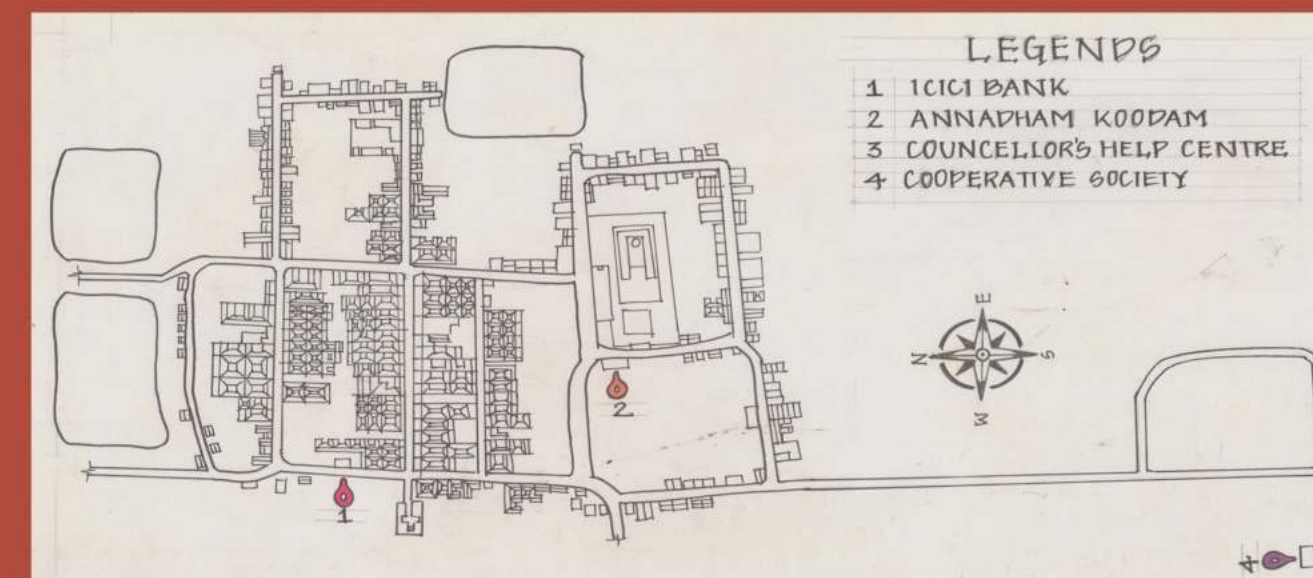 LEGENDS
1 ICICI BANK
2 ANNADHAM KOODAM
3 COUNCELLOR'S HELP CENTRE
4 COOPERATIVE SOCIETY
E
N
S
W
2
1
4